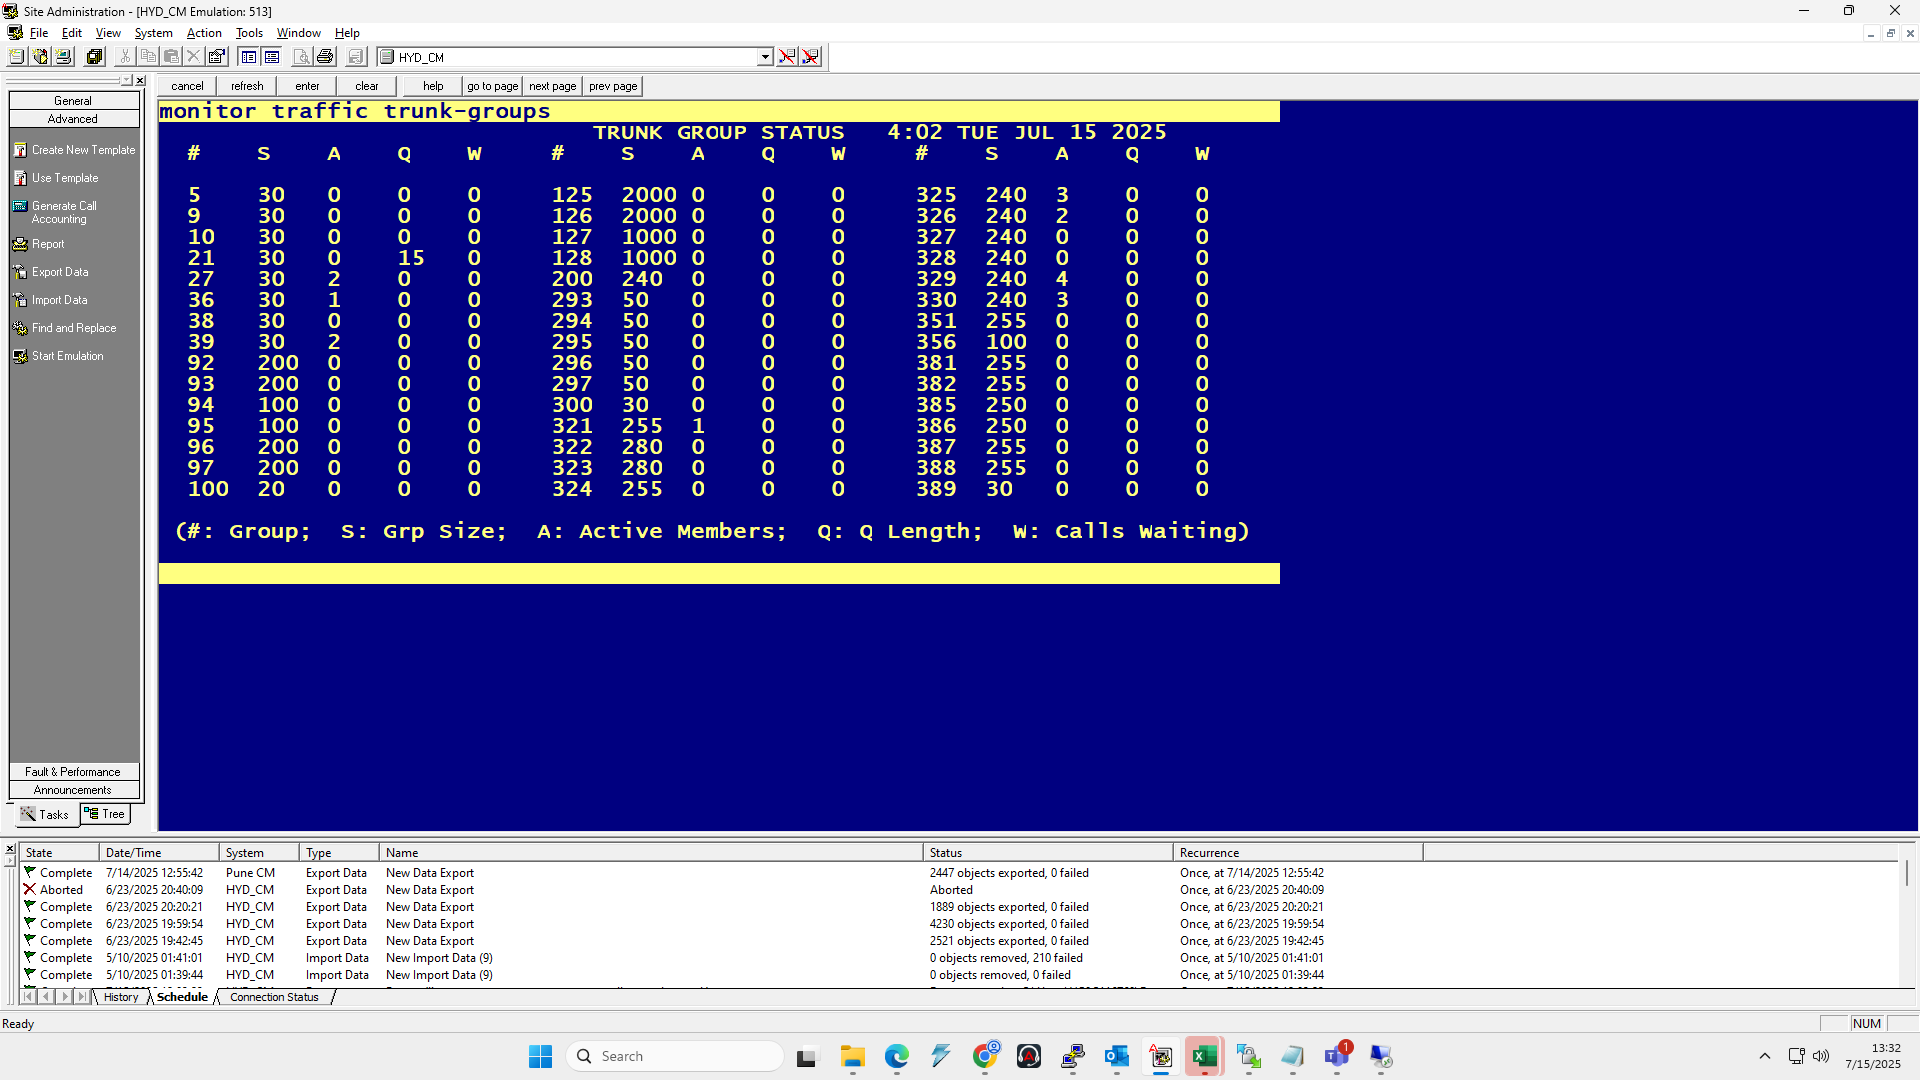 Site Administration - [HYD_CM Emulation: 513]
File Edit View System Action Tools Window Help
HYD_CM
cancel refresh enter clear help go to page next page prev page
General
Advanced
Create New Template
Use Template
Generate Call
Accounting
Report
Export Data
Import Data
Find and Replace
Start Emulation
Fault & Performance
Announcements
Tasks Tree
monitor traffic trunk-groups
TRUNK GROUP STATUS 4:02 TUE JUL 15 2025
# S A Q W # S A Q W # S A Q W
5 30 0 0 0 125 2000 0 0 0 325 240 3 0 0
9 30 0 0 0 126 2000 0 0 0 326 240 2 0 0
10 30 0 0 0 127 1000 0 0 0 327 240 0 0 0
21 30 0 15 0 128 1000 0 0 0 328 240 0 0 0
27 30 2 0 0 200 240 0 0 0 329 240 4 0 0
36 30 1 0 0 293 50 0 0 0 330 240 3 0 0
38 30 0 0 0 294 50 0 0 0 351 255 0 0 0
39 30 2 0 0 295 50 0 0 0 356 100 0 0 0
92 200 0 0 0 296 50 0 0 0 381 255 0 0 0
93 200 0 0 0 297 50 0 0 0 382 255 0 0 0
94 100 0 0 0 300 30 0 0 0 385 250 0 0 0
95 100 0 0 0 321 255 1 0 0 386 250 0 0 0
96 200 0 0 0 322 280 0 0 0 387 255 0 0 0
97 200 0 0 0 323 280 0 0 0 388 255 0 0 0
100 20 0 0 0 324 255 0 0 0 389 30 0 0 0
(#: Group; S: Grp Size; A: Active Members; Q: Q Length; W: Calls Waiting)
State Date/Time System Type Name Status Recurrence
Complete 7/14/2025 12:55:42 Pune CM Export Data New Data Export 2447 objects exported, 0 failed Once, at 7/14/2025 12:55:42
Aborted 6/23/2025 20:40:09 HYD_CM Export Data New Data Export Aborted Once, at 6/23/2025 20:40:09
Complete 6/23/2025 20:20:21 HYD_CM Export Data New Data Export 1889 objects exported, 0 failed Once, at 6/23/2025 20:20:21
Complete 6/23/2025 19:59:54 HYD_CM Export Data New Data Export 4230 objects exported, 0 failed Once, at 6/23/2025 19:59:54
Complete 6/23/2025 19:42:45 HYD_CM Export Data New Data Export 2521 objects exported, 0 failed Once, at 6/23/2025 19:42:45
Complete 5/10/2025 01:41:01 HYD_CM Import Data New Import Data (9) 0 objects removed, 210 failed Once, at 5/10/2025 01:41:01
Complete 5/10/2025 01:39:44 HYD_CM Import Data New Import Data (9) 0 objects removed, 0 failed Once, at 5/10/2025 01:39:44
History Schedule Connection Status
Ready NUM
Search
1
13:32
7/15/2025